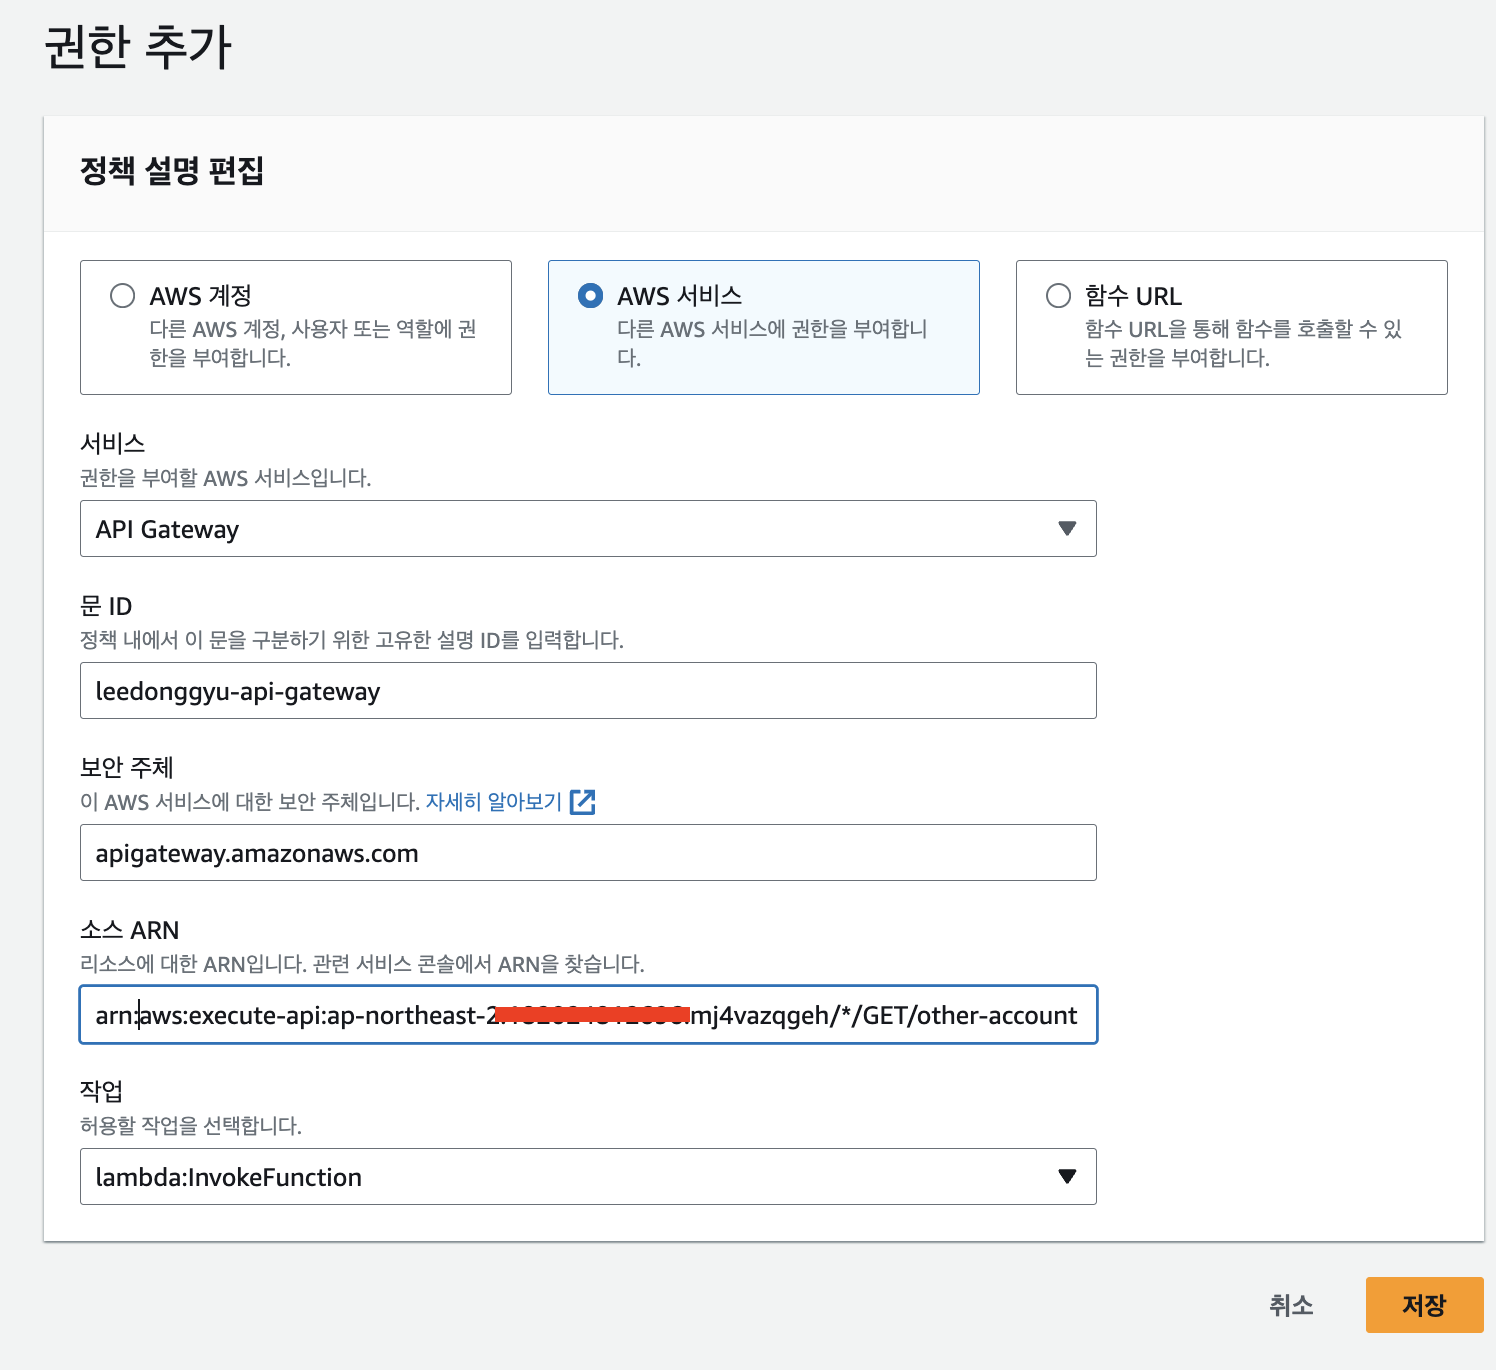 권한 추가
정책 설명 편집
AWS 계정
다른 AWS 계정, 사용자 또는 역할에 권
한을 부여합니다.
AWS 서비스
다른 AWS 서비스에 권한을 부여합니
다.
함수 URL
함수 URL을 통해 함수를 호출할 수 있
는 권한을 부여합니다.
서비스
권한을 부여할 AWS 서비스입니다.
API Gateway
문 ID
정책 내에서 이 문을 구분하기 위한 고유한 설명 ID를 입력합니다.
leedonggyu-api-gateway
보안 주체
이 AWS 서비스에 대한 보안 주체입니다. 자세히 알아보기
apigateway.amazonaws.com
소스 ARN
리소스에 대한 ARN입니다. 관련 서비스 콘솔에서 ARN을 찾습니다.
arn:aws:execute-api:ap-northeast-2 mj4vazqgeh/*/GET/other-account
작업
허용할 작업을 선택합니다.
lambda:InvokeFunction
취소
저장